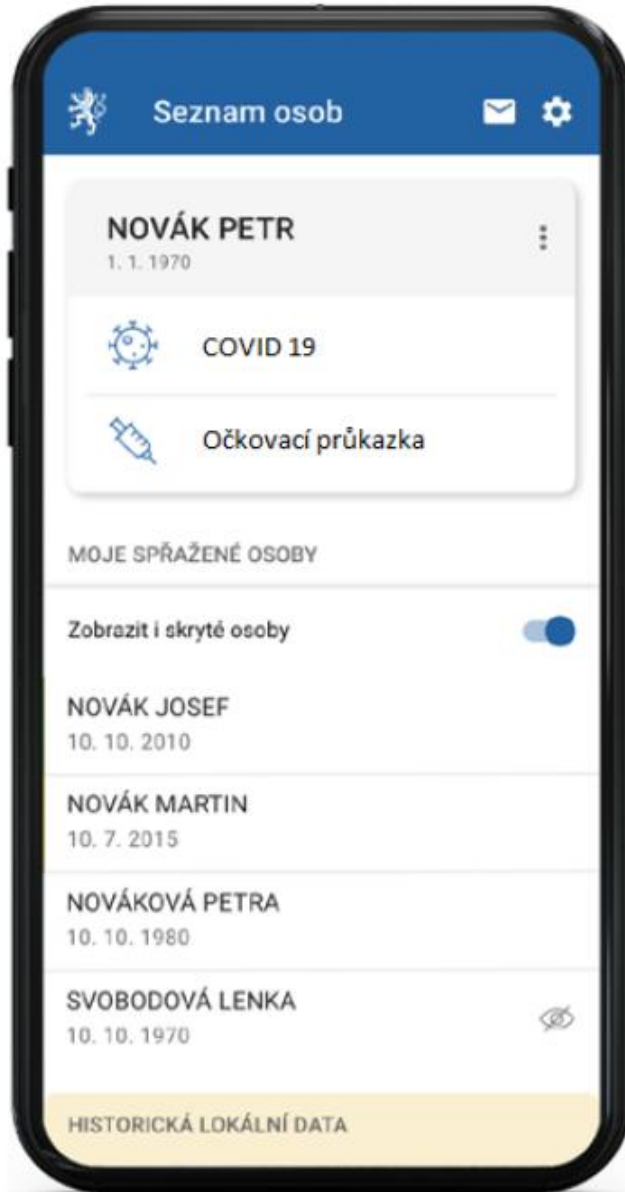 Seznam osob
NOVÁK PETR
1. 1. 1970
COVID 19
Očkovací průkazka
MOJE SPŘAŽENÉ OSOBY
Zobrazit i skryté osoby
NOVÁK JOSEF
10. 10. 2010
NOVÁK MARTIN
10. 7. 2015
NOVÁKOVÁ PETRA
10. 10. 1980
SVOBODOVÁ LENKA
10. 10. 1970
HISTORICKÁ LOKÁLNÍ DATA